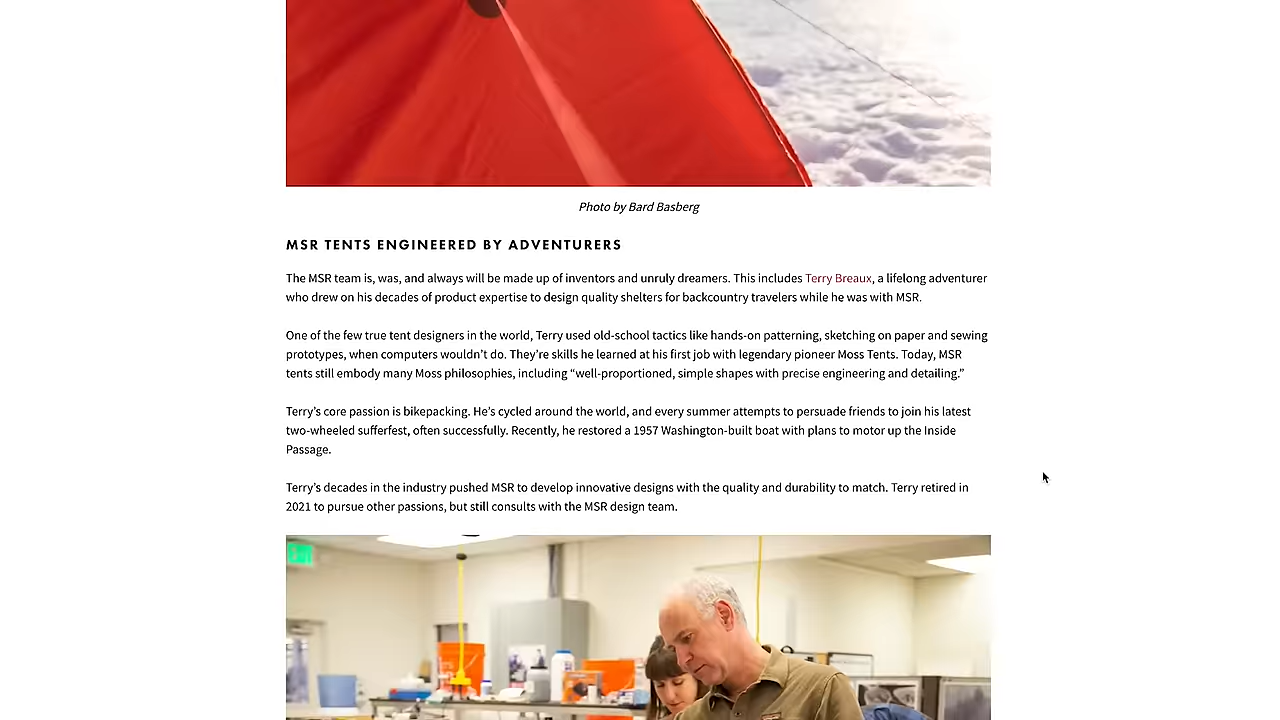 Photo by Bard Basberg
MSR TENTS ENGINEERED BY ADVENTURERS
The MSR team is, was, and always will be made up of inventors and unruly dreamers. This includes Terry Breaux, a lifelong adventurer
who drew on his decades of product expertise to design quality shelters for backcountry travelers while he was with MSR.
One of the few true tent designers in the world, Terry used old-school tactics like hands-on patterning, sketching on paper and sewing
prototypes, when computers wouldn’t do. They’re skills he learned at his first job with legendary pioneer Moss Tents. Today, MSR
tents still embody many Moss philosophies, including “well-proportioned, simple shapes with precise engineering and detailing.”
Terry’s core passion is bikepacking. He’s cycled around the world, and every summer attempts to persuade friends to join his latest
two-wheeled sufferfest, often successfully. Recently, he restored a 1957 Washington-built boat with plans to motor up the Inside
Passage.
Terry’s decades in the industry pushed MSR to develop innovative designs with the quality and durability to match. Terry retired in
2021 to pursue other passions, but still consults with the MSR design team.